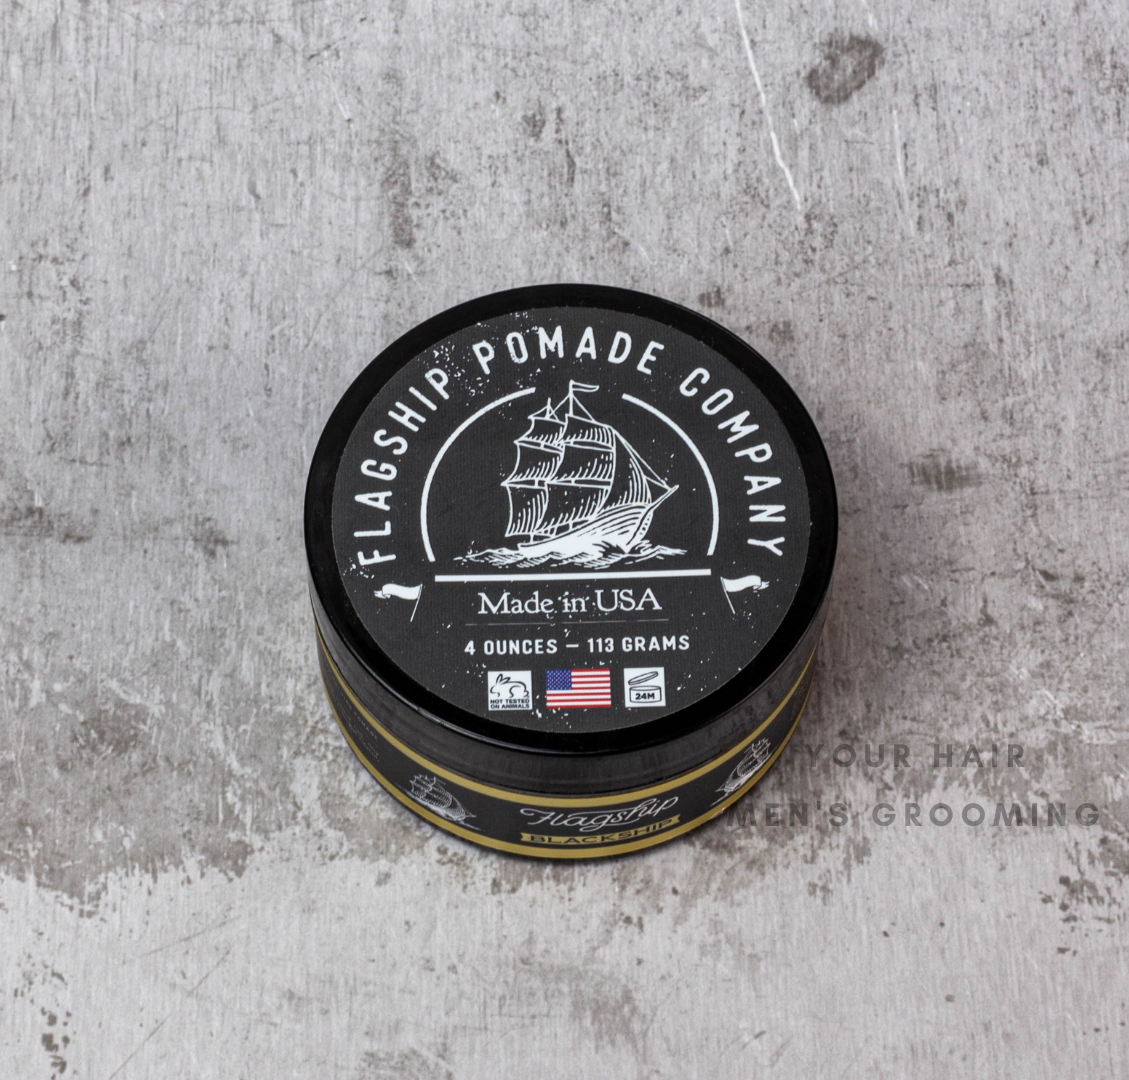 FLAGSHIP POMADE COMPANY
Made in USA
4 OUNCES – 113 GRAMS
NOT TESTED
ON ANIMALS
24M
Flagship
BLACKSHIP
YOUR HAIR
MEN'S GROOMING